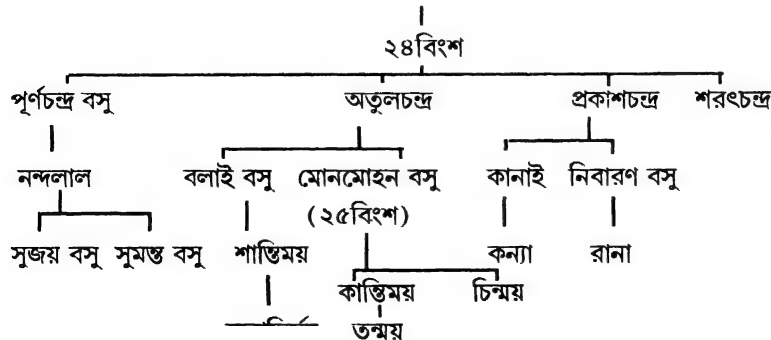 ২৪বিংশ
পূর্ণচন্দ্র বসু অতুলচন্দ্র প্রকাশচন্দ্র শরৎচন্দ্র
নন্দলাল বলাই বসু মোনমোহন বসু কানাই নিবারণ বসু
(২৫বিংশ)
সুজয় বসু সুমন্ত বসু শান্তিময় কন্যা রানা
কান্তিময় চিন্ময়
তন্ময়